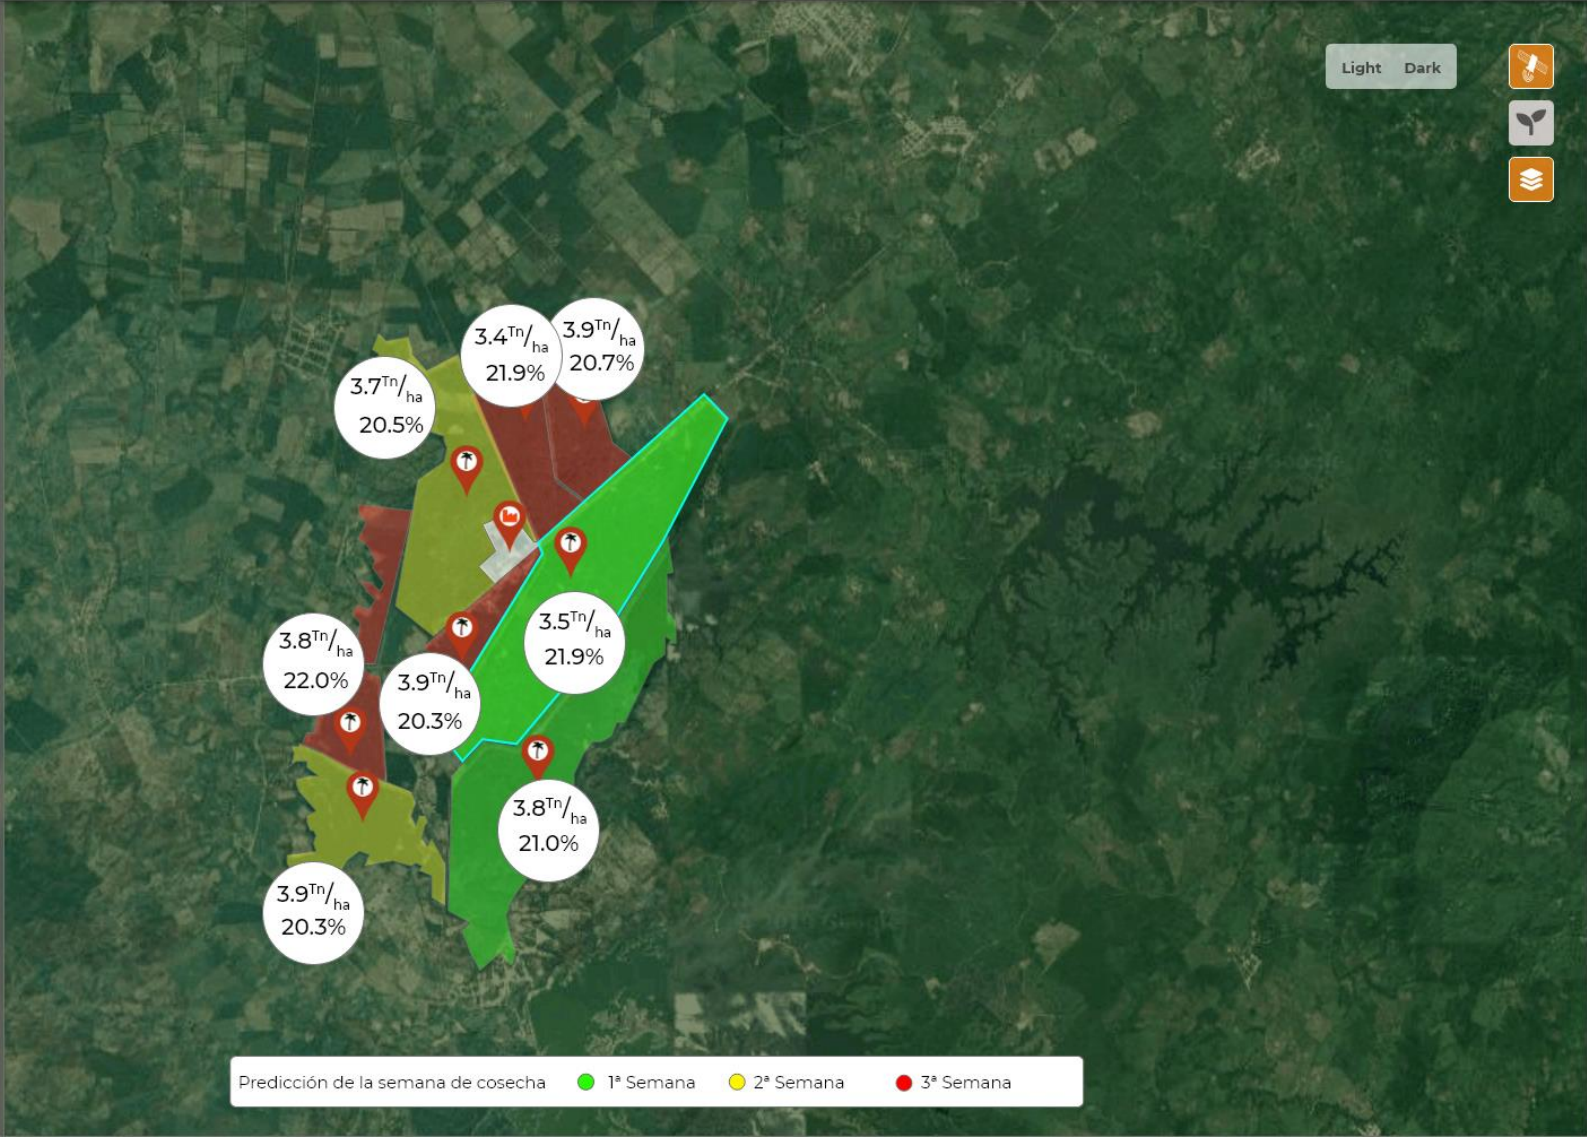 Light Dark
3.4Tn/ha
21.9%
3.9Tn/ha
20.7%
3.7Tn/ha
20.5%
3.8Tn/ha
22.0%
3.9Tn/ha
20.3%
3.5Tn/ha
21.9%
3.8Tn/ha
21.0%
3.9Tn/ha
20.3%
Predicción de la semana de cosecha 1ª Semana 2ª Semana 3ª Semana